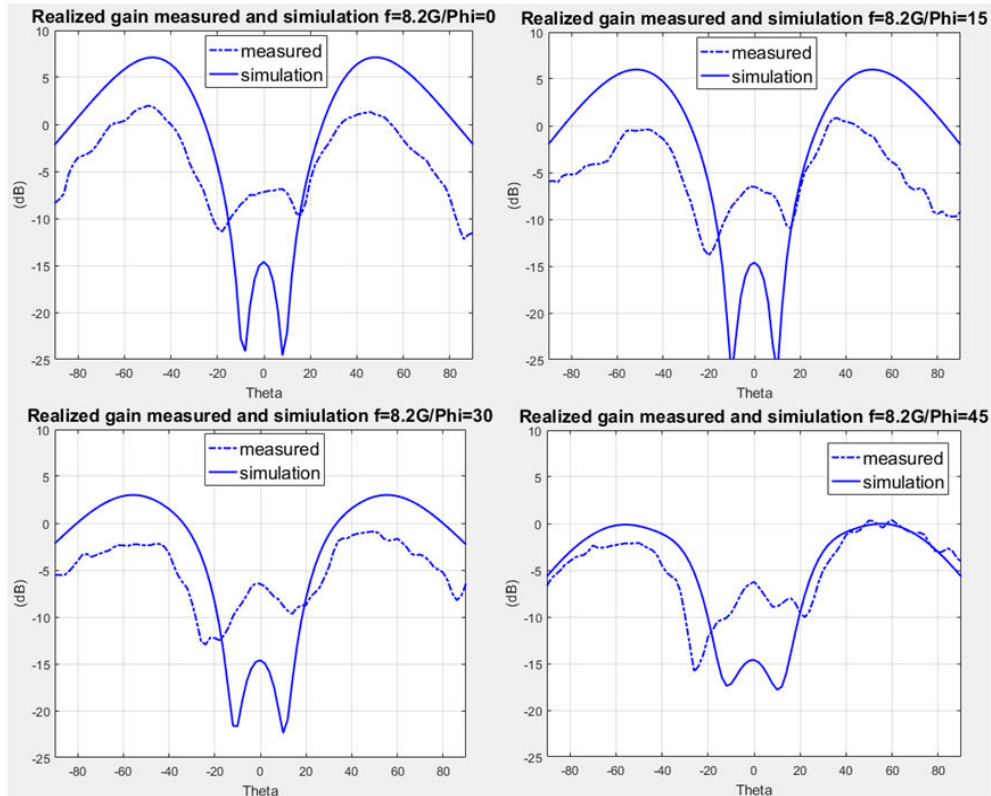 Realized gain measured and simiulation f=8.2G/Phi=0
10
5
0
-5
-10
-15
-20
-25
(dB)
measured
simulation
-80 -60 -40 -20 0 20 40 60 80
Theta
Realized gain measured and simiulation f=8.2G/Phi=15
10
5
0
-5
-10
-15
-20
-25
(dB)
measured
simulation
-80 -60 -40 -20 0 20 40 60 80
Theta
Realized gain measured and simiulation f=8.2G/Phi=30
10
5
0
-5
-10
-15
-20
-25
(dB)
measured
simulation
-80 -60 -40 -20 0 20 40 60 80
Theta
Realized gain measured and simiulation f=8.2G/Phi=45
10
5
0
-5
-10
-15
-20
-25
(dB)
measured
simulation
-80 -60 -40 -20 0 20 40 60 80
Theta